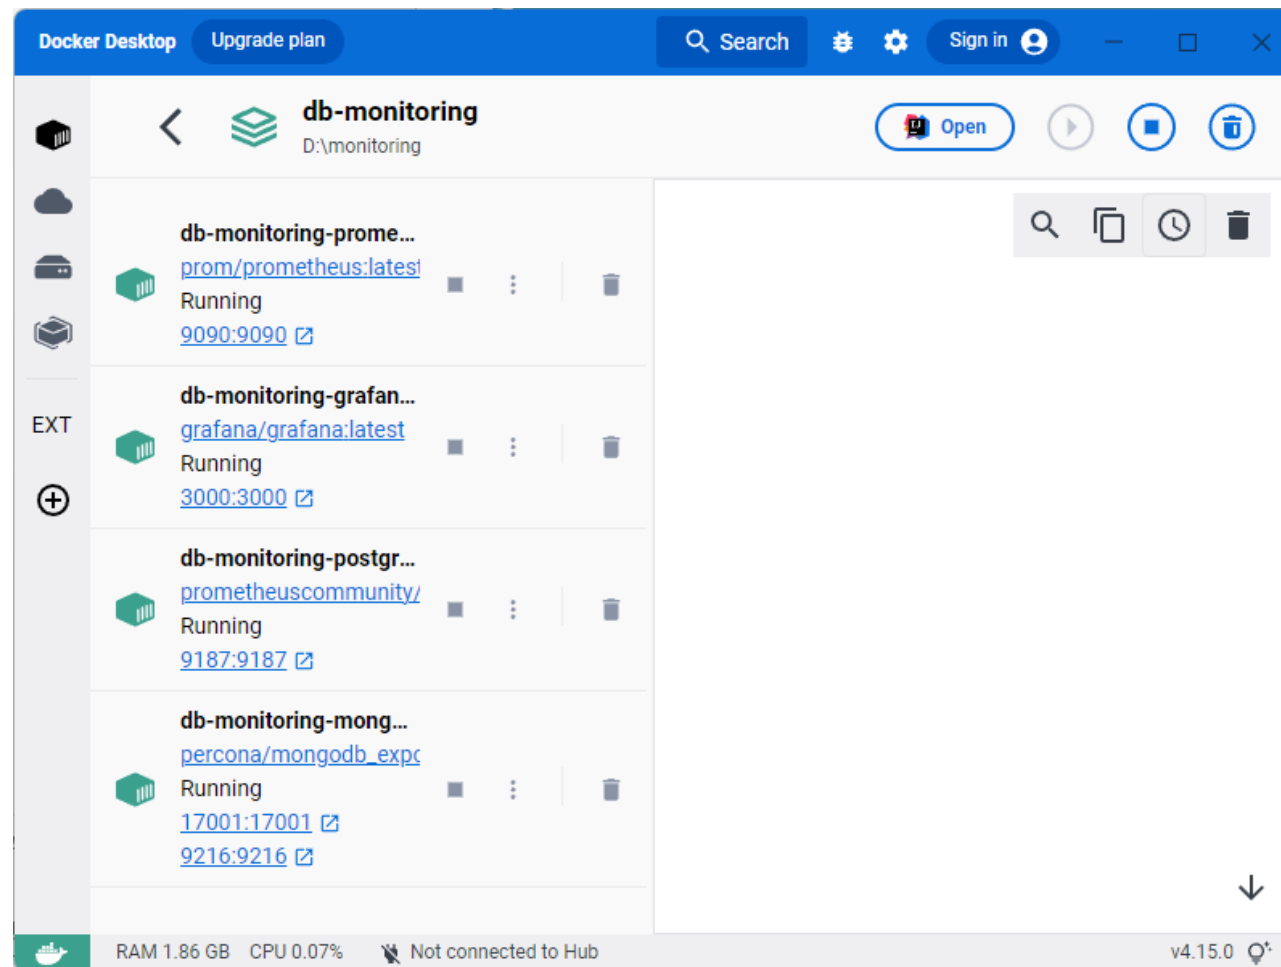 Docker Desktop Upgrade plan Search Sign in
db-monitoring
D:\monitoring
Open
db-monitoring-prome...
prom/prometheus:latest
Running
9090:9090
db-monitoring-grafan...
grafana/grafana:latest
Running
3000:3000
EXT
db-monitoring-postgr...
prometheuscommunity/
Running
9187:9187
db-monitoring-mong...
percona/mongodb_expo
Running
17001:17001
9216:9216
RAM 1.86 GB CPU 0.07% Not connected to Hub v4.15.0